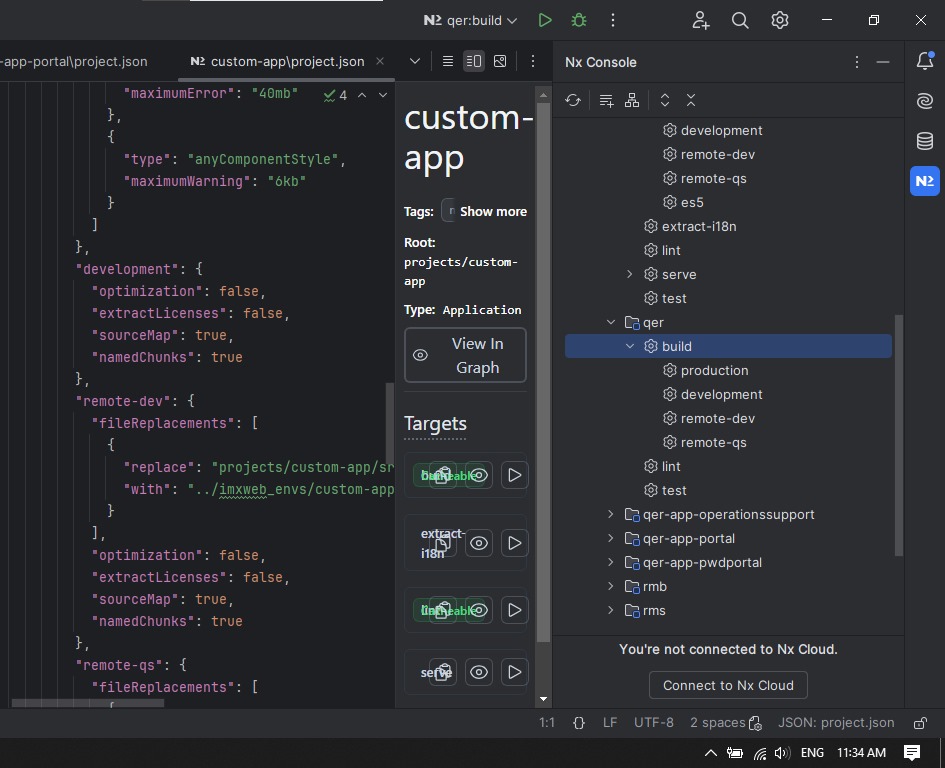 qer:build
-app-portal\project.json
custom-app\project.json
Nx Console
"maximumError": "40mb"
4
},
{
"type": "anyComponentStyle",
"maximumWarning": "6kb"
}
]
},
"development": {
"optimization": false,
"extractLicenses": false,
"sourceMap": true,
"namedChunks": true
},
"remote-dev": {
"fileReplacements": [
{
"replace": "projects/custom-app/sr
"with": "../imxweb_envs/custom-app
}
],
"optimization": false,
"extractLicenses": false,
"sourceMap": true,
"namedChunks": true
},
"remote-qs": {
"fileReplacements": [
custom-
app
Tags:
Show more
Root:
projects/custom-
app
Type: Application
View In
Graph
Targets
extract-
i18n
serve
development
remote-dev
remote-qs
es5
extract-i18n
lint
serve
test
qer
build
production
development
remote-dev
remote-qs
lint
test
qer-app-operationssupport
qer-app-portal
qer-app-pwdportal
rmb
rms
You're not connected to Nx Cloud.
Connect to Nx Cloud
1:1 {} LF UTF-8 2 spaces JSON: project.json
ENG 11:34 AM